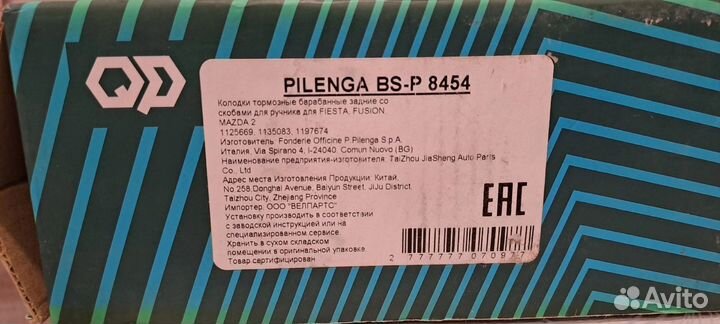 QP
PILENGA BS-P 8454
Колодки тормозные барабанные задние со
скобами для ручника для FIESTA, FUSION,
MAZDA 2
1125669, 1135083, 1197674
Изготовитель: Fonderie Officine P.Pilenga S.p.A.
Италия, Via Spirano 4, I-24040, Comun Nuovo (BG)
Наименование предприятия-изготовителя: TaiZhou JiaSheng Auto Parts
Co., Ltd
Адрес места Изготовления Продукции: Китай,
No.258,Donghai Avenue, Baiyun Street, JiJu District,
Taizhou City, Zhejiang Province
Импортер: ООО "ВЕЛПАРТС"
Установку производить в соответствии
с заводской инструкцией или на
специализированном сервисе.
Хранить в сухом складском
помещении в оригинальной упаковке.
Товар сертифицирован
EAC
2 777777 07097
Avito